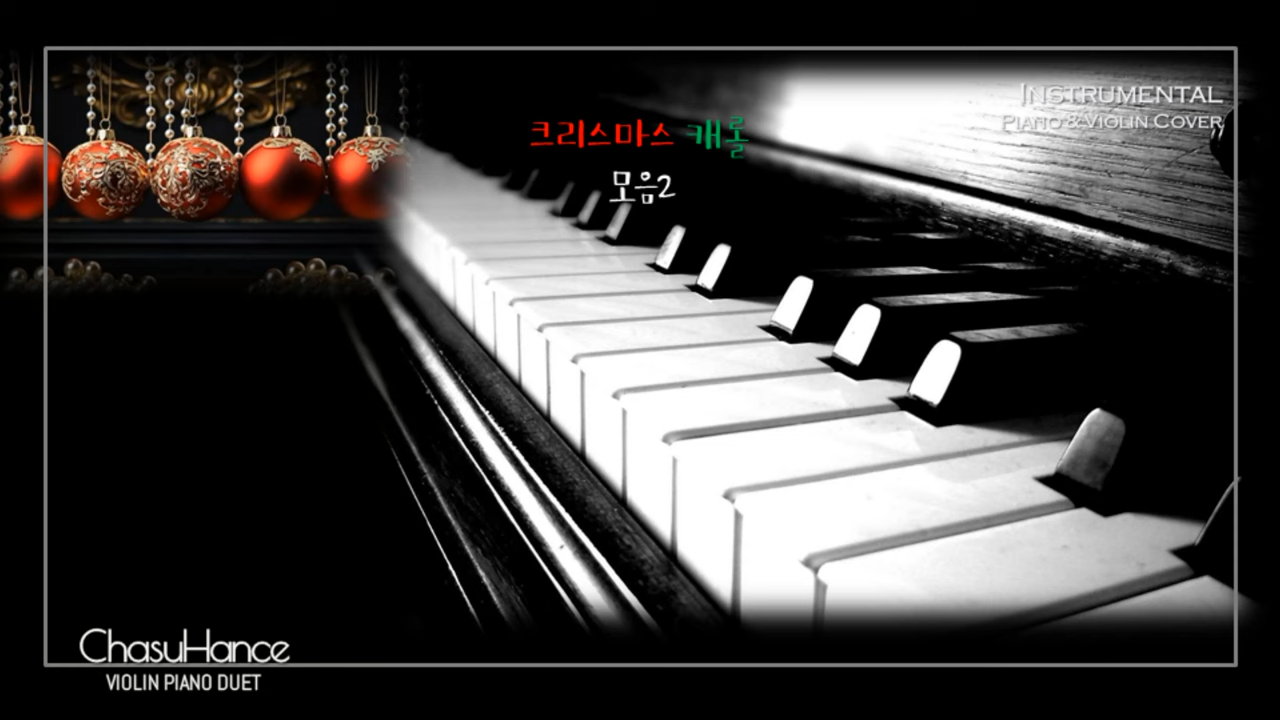 INSTRUMENTAL
PIANO & VIOLIN COVER
크리스마스 캐롤
모음2
ChasuHance
VIOLIN PIANO DUET